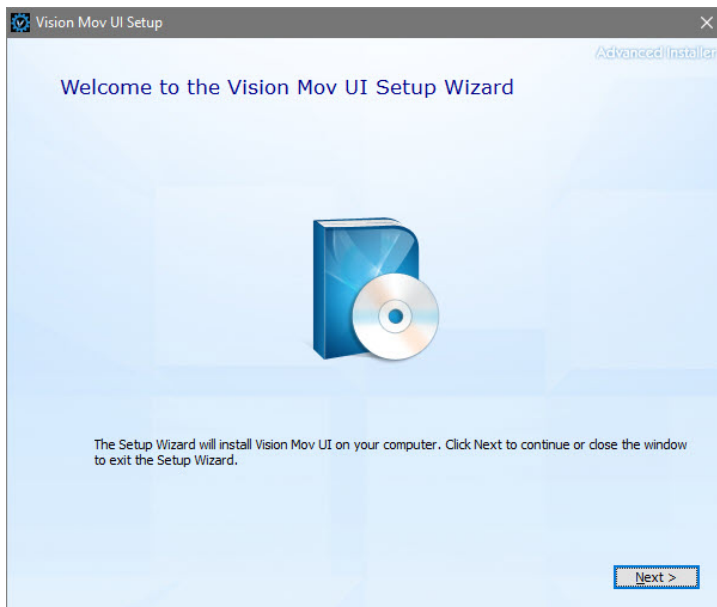 Vision Mov UI Setup
Advanced Installer
Welcome to the Vision Mov UI Setup Wizard
The Setup Wizard will install Vision Mov UI on your computer. Click Next to continue or close the window
to exit the Setup Wizard.
Next >